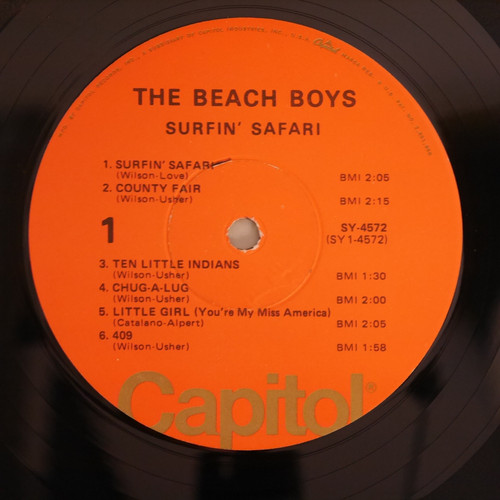 THE BEACH BOYS
SURFIN' SAFARI
1. SURFIN' SAFARI
(Wilson-Love) BMI 2:05
2. COUNTY FAIR
(Wilson-Usher) BMI 2:15
1
SY-4572
(SY1-4572)
3. TEN LITTLE INDIANS
(Wilson-Usher) BMI 1:30
4. CHUG-A-LUG
(Wilson-Usher) BMI 2:00
5. LITTLE GIRL (You're My Miss America)
(Catalano-Alpert) BMI 2:05
6. 409
(Wilson-Usher) BMI 1:58
Capitol®